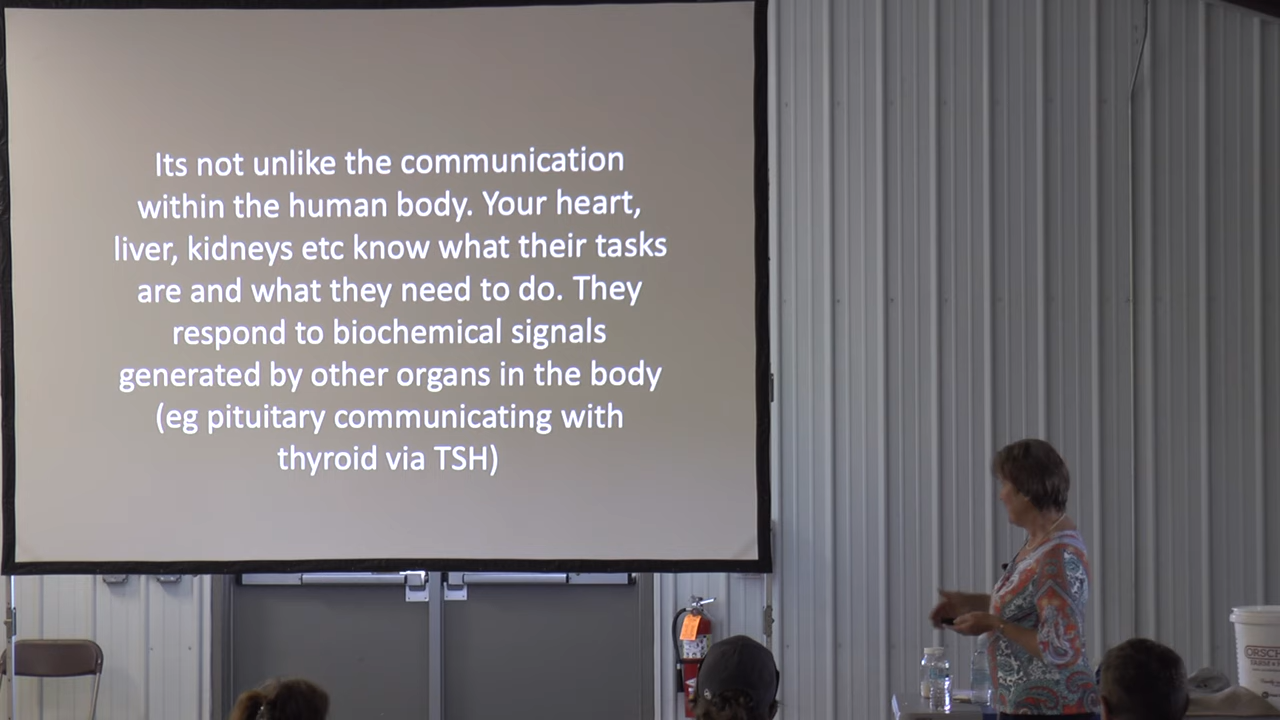 Its not unlike the communication
within the human body. Your heart,
liver, kidneys etc know what their tasks
are and what they need to do. They
respond to biochemical signals
generated by other organs in the body
(eg pituitary communicating with
thyroid via TSH)